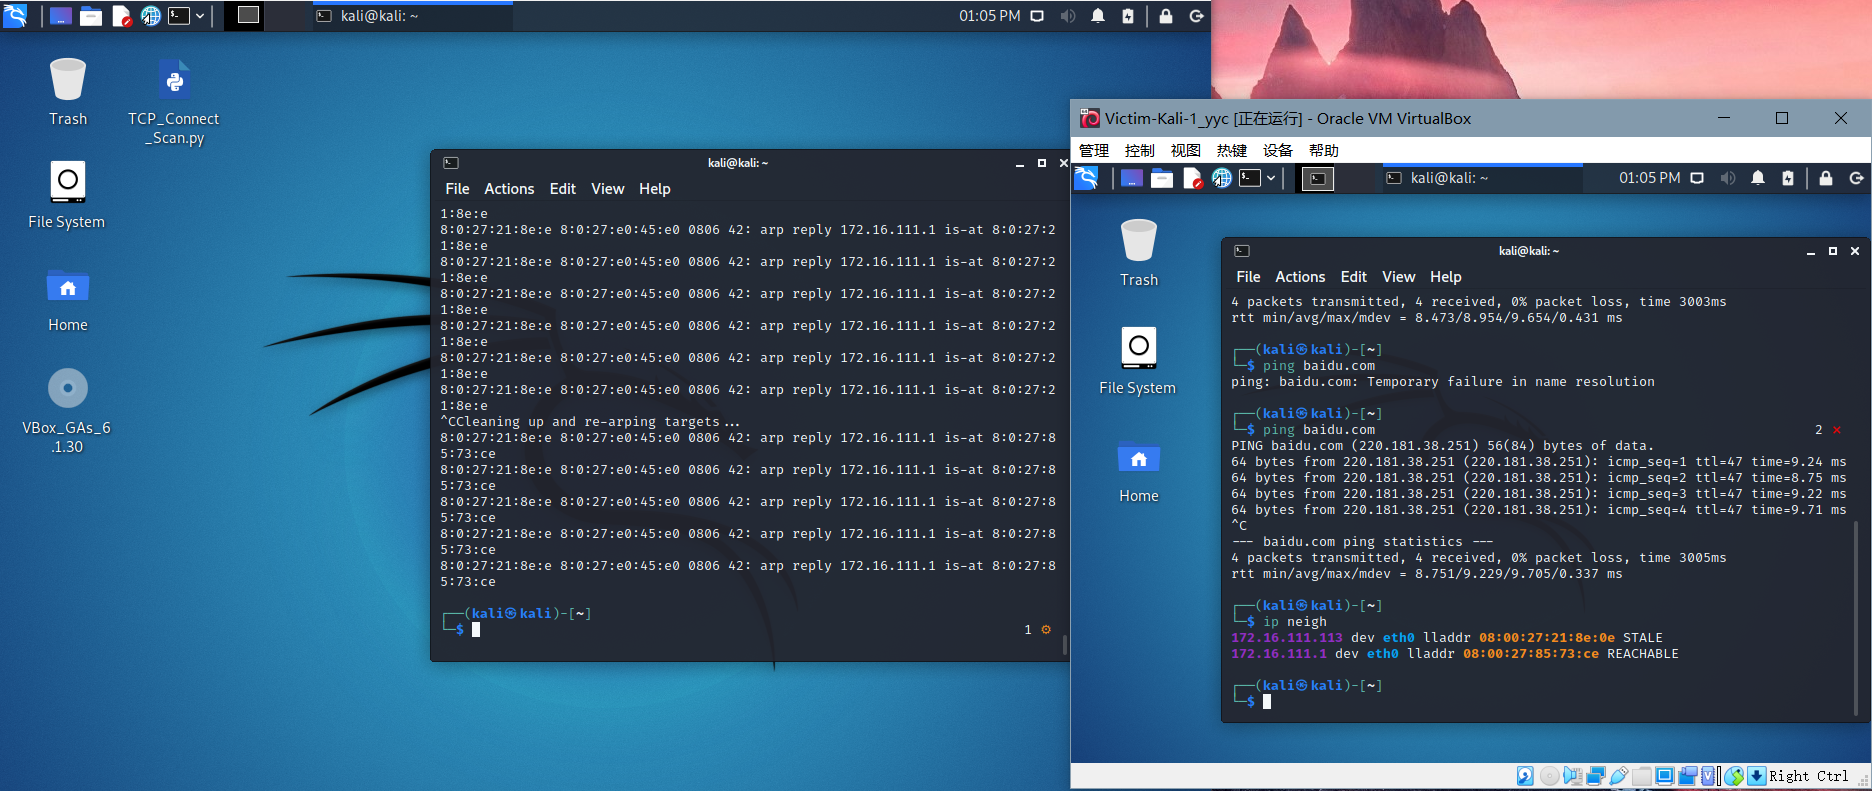 kali@kali: ~
01:05 PM
Trash
TCP_Connect
_Scan.py
File System
Home
VBox_GAs_6
.1.30
kali@kali: ~
File Actions Edit View Help
1:8e:e
8:0:27:21:8e:e 8:0:27:e0:45:e0 0806 42: arp reply 172.16.111.1 is-at 8:0:27:2
1:8e:e
8:0:27:21:8e:e 8:0:27:e0:45:e0 0806 42: arp reply 172.16.111.1 is-at 8:0:27:2
1:8e:e
8:0:27:21:8e:e 8:0:27:e0:45:e0 0806 42: arp reply 172.16.111.1 is-at 8:0:27:2
1:8e:e
8:0:27:21:8e:e 8:0:27:e0:45:e0 0806 42: arp reply 172.16.111.1 is-at 8:0:27:2
1:8e:e
8:0:27:21:8e:e 8:0:27:e0:45:e0 0806 42: arp reply 172.16.111.1 is-at 8:0:27:2
1:8e:e
8:0:27:21:8e:e 8:0:27:e0:45:e0 0806 42: arp reply 172.16.111.1 is-at 8:0:27:2
1:8e:e
^CCleaning up and re-arping targets...
8:0:27:21:8e:e 8:0:27:e0:45:e0 0806 42: arp reply 172.16.111.1 is-at 8:0:27:8
5:73:ce
8:0:27:21:8e:e 8:0:27:e0:45:e0 0806 42: arp reply 172.16.111.1 is-at 8:0:27:8
5:73:ce
8:0:27:21:8e:e 8:0:27:e0:45:e0 0806 42: arp reply 172.16.111.1 is-at 8:0:27:8
5:73:ce
8:0:27:21:8e:e 8:0:27:e0:45:e0 0806 42: arp reply 172.16.111.1 is-at 8:0:27:8
5:73:ce
8:0:27:21:8e:e 8:0:27:e0:45:e0 0806 42: arp reply 172.16.111.1 is-at 8:0:27:8
5:73:ce
┌──(kali㉿kali)-[~]
└─$ 1 ⚙
Victim-Kali-1_yyc [正在运行] - Oracle VM VirtualBox
管理 控制 视图 热键 设备 帮助
kali@kali: ~
01:05 PM
Trash
File System
Home
kali@kali: ~
File Actions Edit View Help
4 packets transmitted, 4 received, 0% packet loss, time 3003ms
rtt min/avg/max/mdev = 8.473/8.954/9.654/0.431 ms
┌──(kali㉿kali)-[~]
└─$ ping baidu.com
ping: baidu.com: Temporary failure in name resolution
┌──(kali㉿kali)-[~]
└─$ ping baidu.com 2 ⨯
PING baidu.com (220.181.38.251) 56(84) bytes of data.
64 bytes from 220.181.38.251 (220.181.38.251): icmp_seq=1 ttl=47 time=9.24 ms
64 bytes from 220.181.38.251 (220.181.38.251): icmp_seq=2 ttl=47 time=8.75 ms
64 bytes from 220.181.38.251 (220.181.38.251): icmp_seq=3 ttl=47 time=9.22 ms
64 bytes from 220.181.38.251 (220.181.38.251): icmp_seq=4 ttl=47 time=9.71 ms
^C
--- baidu.com ping statistics ---
4 packets transmitted, 4 received, 0% packet loss, time 3005ms
rtt min/avg/max/mdev = 8.751/9.229/9.705/0.337 ms
┌──(kali㉿kali)-[~]
└─$ ip neigh
172.16.111.113 dev eth0 lladdr 08:00:27:21:8e:0e STALE
172.16.111.1 dev eth0 lladdr 08:00:27:85:73:ce REACHABLE
┌──(kali㉿kali)-[~]
└─$
Right Ctrl